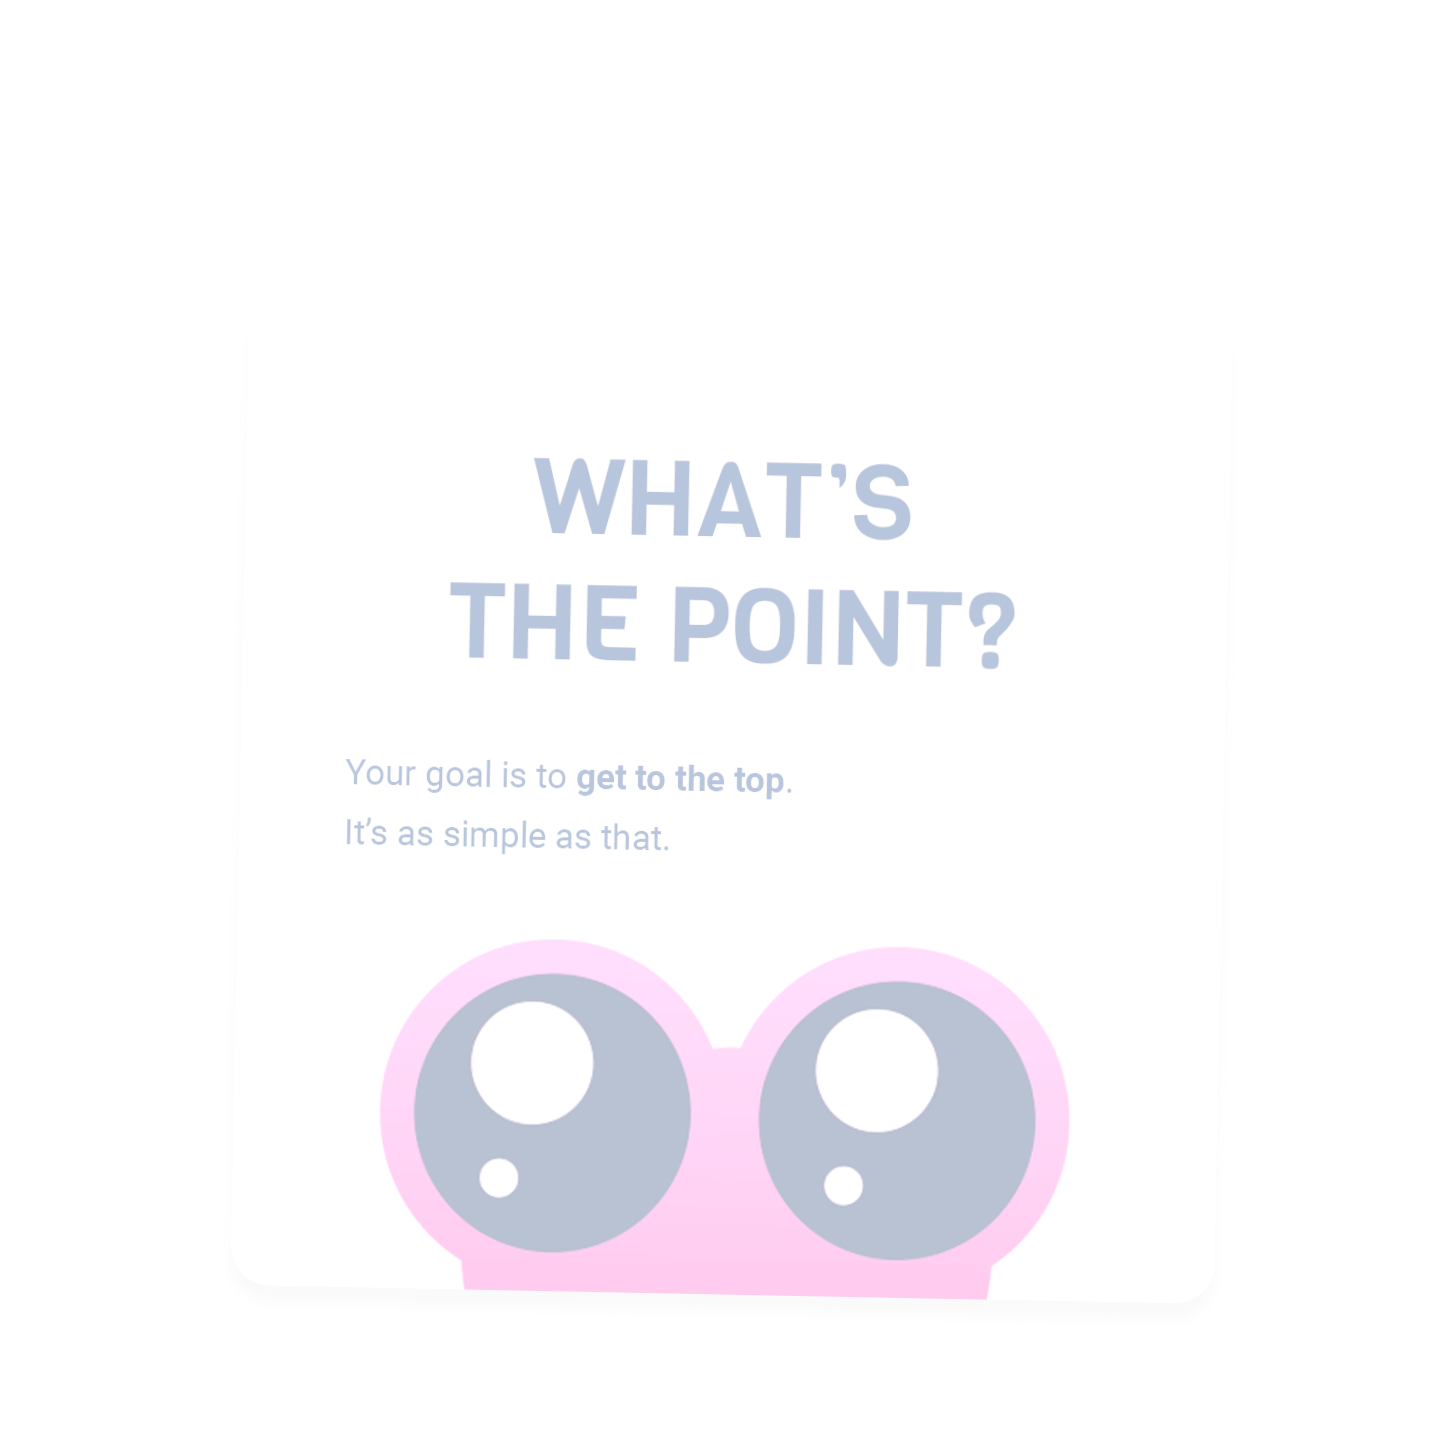 WHAT’S
THE POINT?
Your goal is to get to the top.
It’s as simple as that.